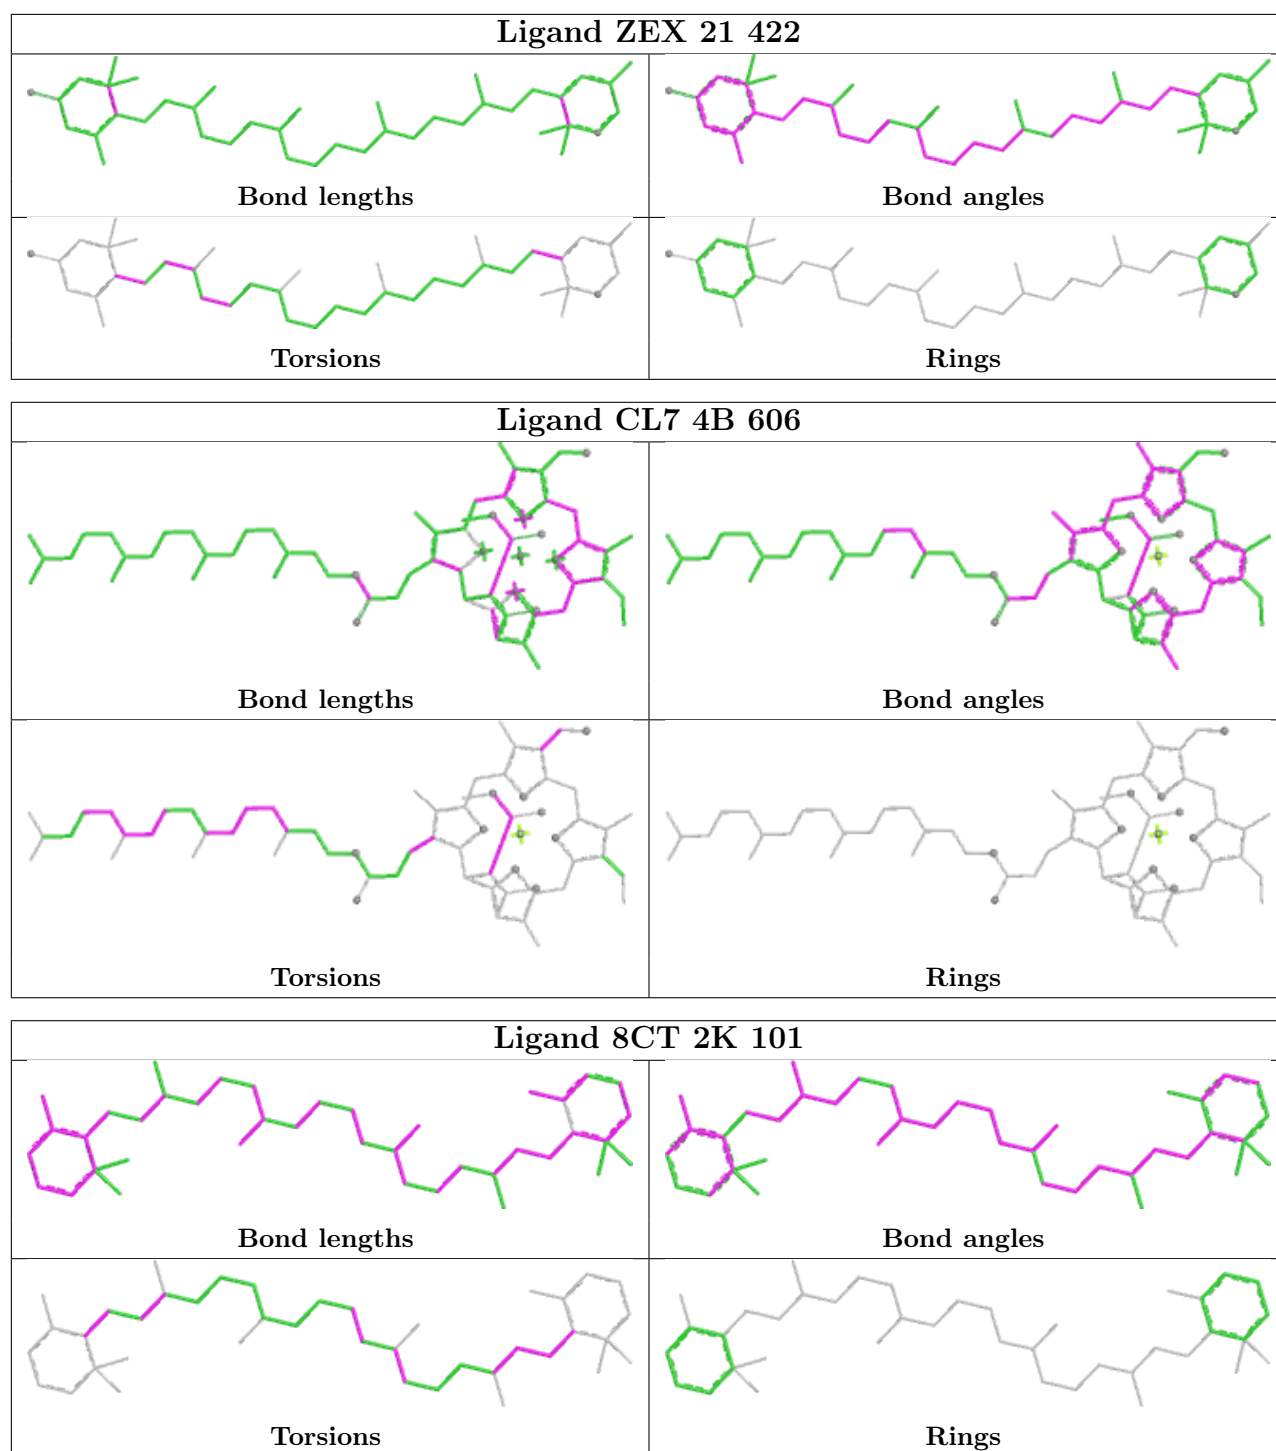 Ligand ZEX 21 422
Bond lengths
Bond angles
Torsions
Rings
Ligand CL7 4B 606
Bond lengths
Bond angles
Torsions
Rings
Ligand 8CT 2K 101
Bond lengths
Bond angles
Torsions
Rings